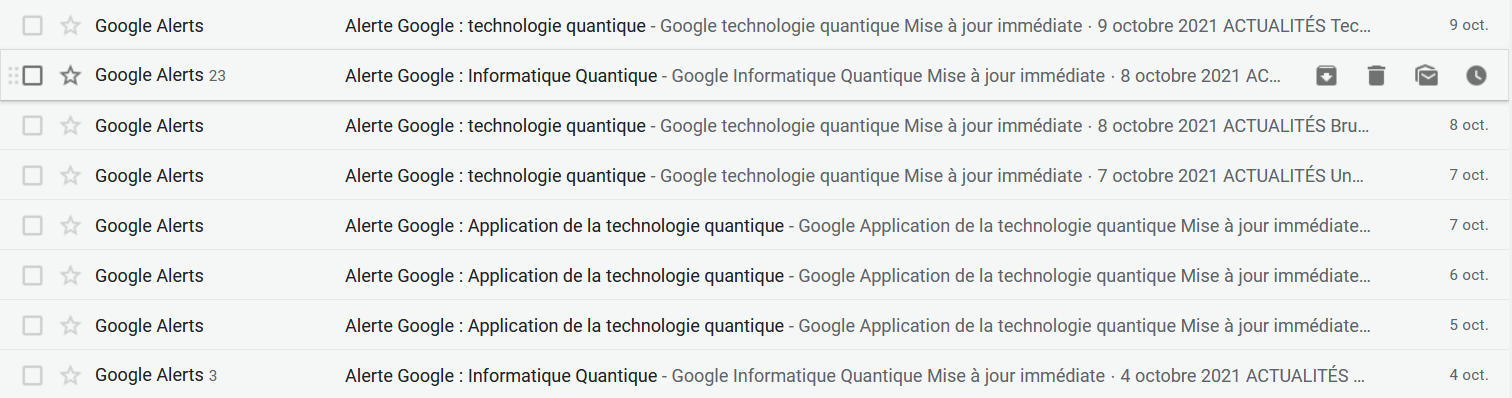 Google Alerts Alerte Google : technologie quantique - Google technologie quantique Mise à jour immédiate · 9 octobre 2021 ACTUALITÉS Tec… 9 oct.
Google Alerts 23 Alerte Google : Informatique Quantique - Google Informatique Quantique Mise à jour immédiate · 8 octobre 2021 AC…
Google Alerts Alerte Google : technologie quantique - Google technologie quantique Mise à jour immédiate · 8 octobre 2021 ACTUALITÉS Bru… 8 oct.
Google Alerts Alerte Google : technologie quantique - Google technologie quantique Mise à jour immédiate · 7 octobre 2021 ACTUALITÉS Un… 7 oct.
Google Alerts Alerte Google : Application de la technologie quantique - Google Application de la technologie quantique Mise à jour immédiate… 7 oct.
Google Alerts Alerte Google : Application de la technologie quantique - Google Application de la technologie quantique Mise à jour immédiate… 6 oct.
Google Alerts Alerte Google : Application de la technologie quantique - Google Application de la technologie quantique Mise à jour immédiate… 5 oct.
Google Alerts 3 Alerte Google : Informatique Quantique - Google Informatique Quantique Mise à jour immédiate · 4 octobre 2021 ACTUALITÉS … 4 oct.